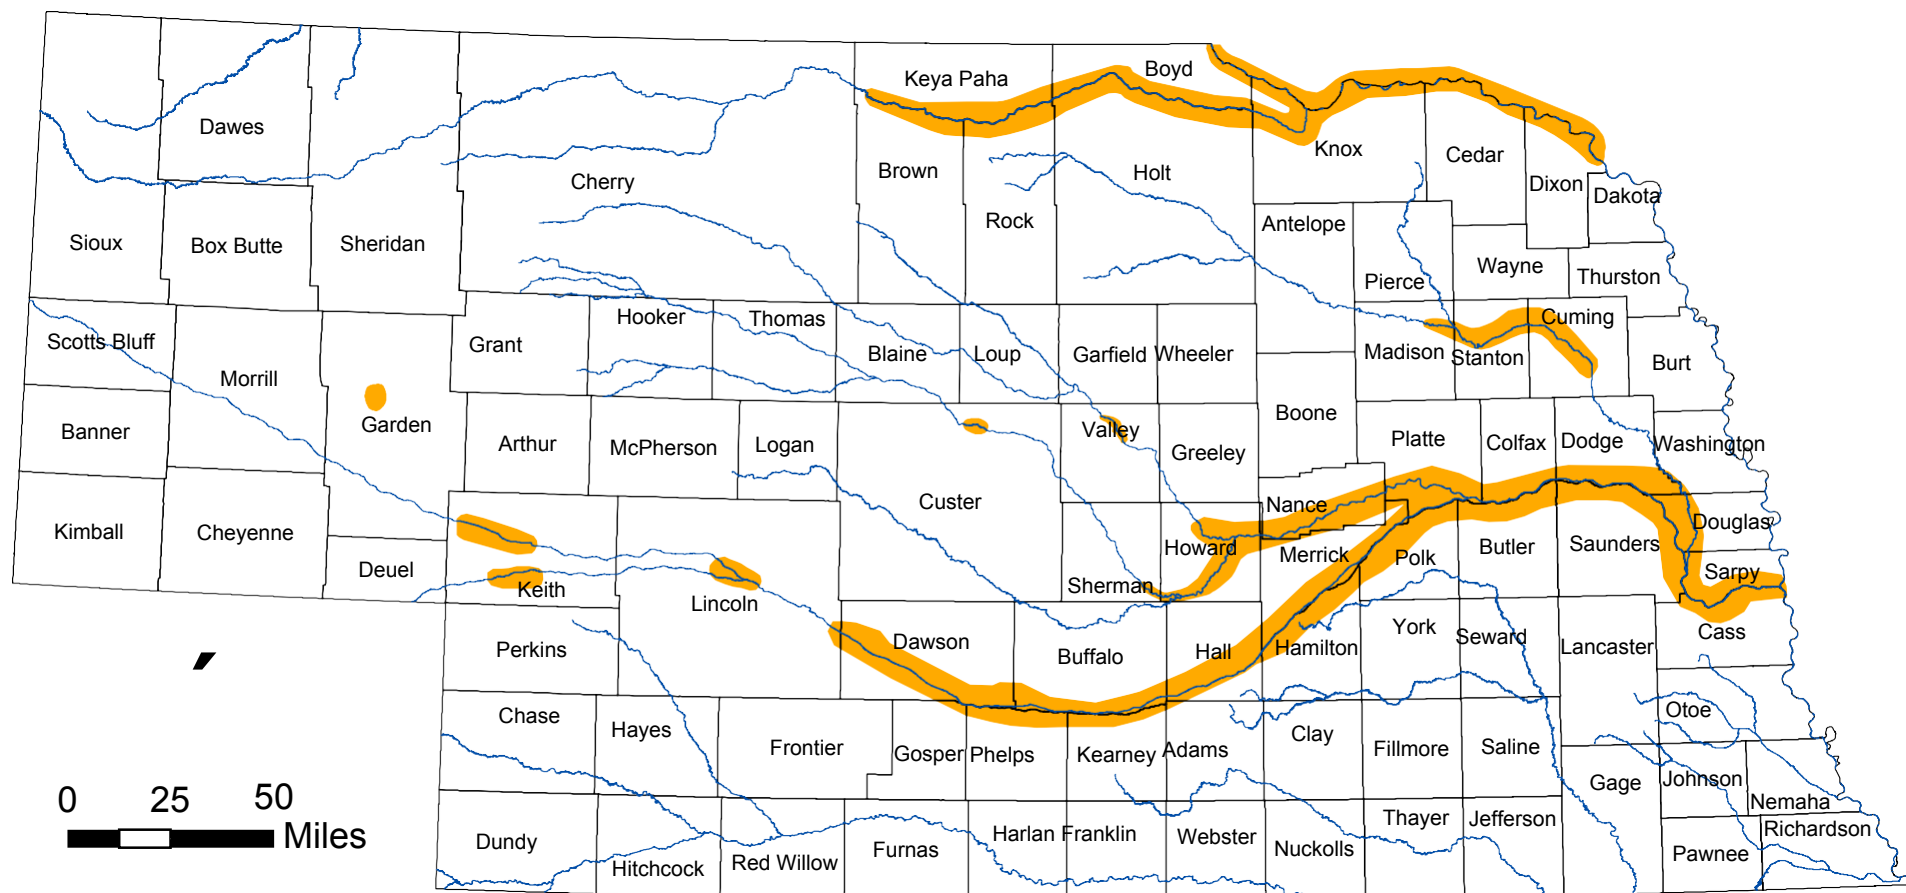 Keya Paha
Boyd
Dawes
Knox
Cedar
Brown
Holt
Cherry
Dixon
Dakota
Rock
Antelope
Sioux
Box Butte
Sheridan
Wayne
Thurston
Pierce
Hooker
Thomas
Cuming
Scotts Bluff
Grant
Blaine
Loup
Garfield
Wheeler
Madison
Stanton
Burt
Morrill
Boone
Garden
Banner
Arthur
McPherson
Logan
Valley
Greeley
Platte
Colfax
Dodge
Washington
Custer
Nance
Kimball
Cheyenne
Douglas
Howard
Merrick
Polk
Butler
Saunders
Deuel
Keith
Lincoln
Sherman
Sarpy
Perkins
Dawson
Buffalo
Hall
Hamilton
York
Seward
Lancaster
Cass
Chase
Hayes
Frontier
Gosper
Phelps
Kearney
Adams
Clay
Fillmore
Saline
Otoe
Gage
Johnson
Nemaha
0 25 50
Miles
Dundy
Hitchcock
Red Willow
Furnas
Harlan
Franklin
Webster
Nuckolls
Thayer
Jefferson
Pawnee
Richardson